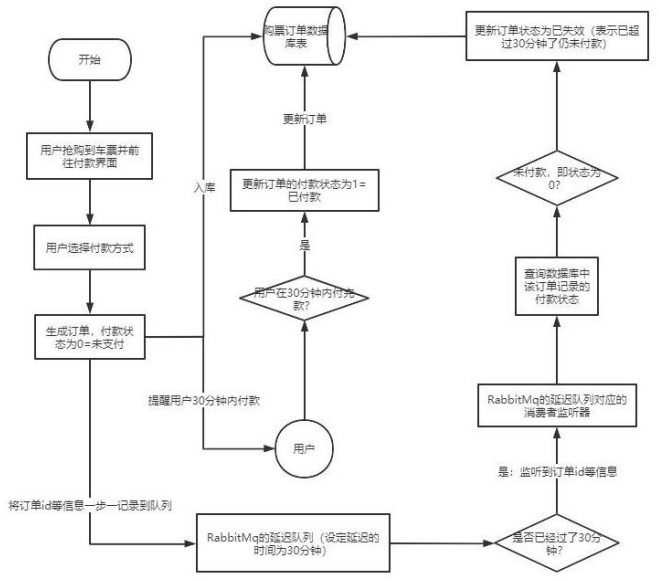 开始
用户抢购到车票并前
往付款界面
用户选择付款方式
生成订单，付款状
态为0=未支付
入库
购票订单数据
库表
更新订单
更新订单的付款状态为1=
已付款
是
用户在30分钟内付完
款？
提醒用户30分钟内付款
用户
将订单id等信息一步一记录到队列
RabbitMq的延迟队列（设定延迟的
时间为30分钟）
是否已经过了30分
钟？
是：监听到订单id等信息
RabbitMq的延迟队列对应的
消费者监听器
查询数据库中
该订单记录的
付款状态
未付款，即状态为
0？
更新订单状态为已失效（表示已超
过30分钟了仍未付款）